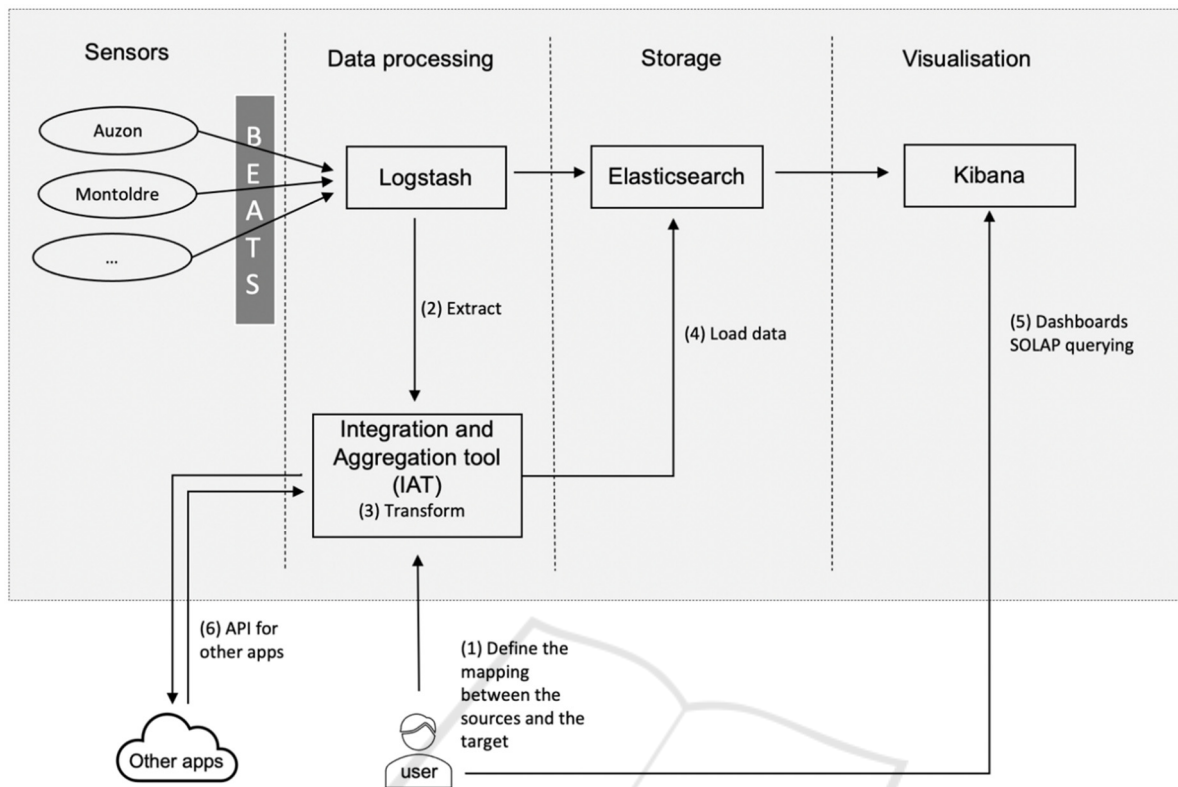 Sensors
Data processing
Storage
Visualisation
Auzon
Montoldre
...
BEATS
Logstash
Elasticsearch
Kibana
(2) Extract
(4) Load data
(5) Dashboards
SOLAP querying
Integration and
Aggregation tool
(IAT)
(3) Transform
(6) API for
other apps
(1) Define the
mapping
between the
sources and the
target
Other apps
user